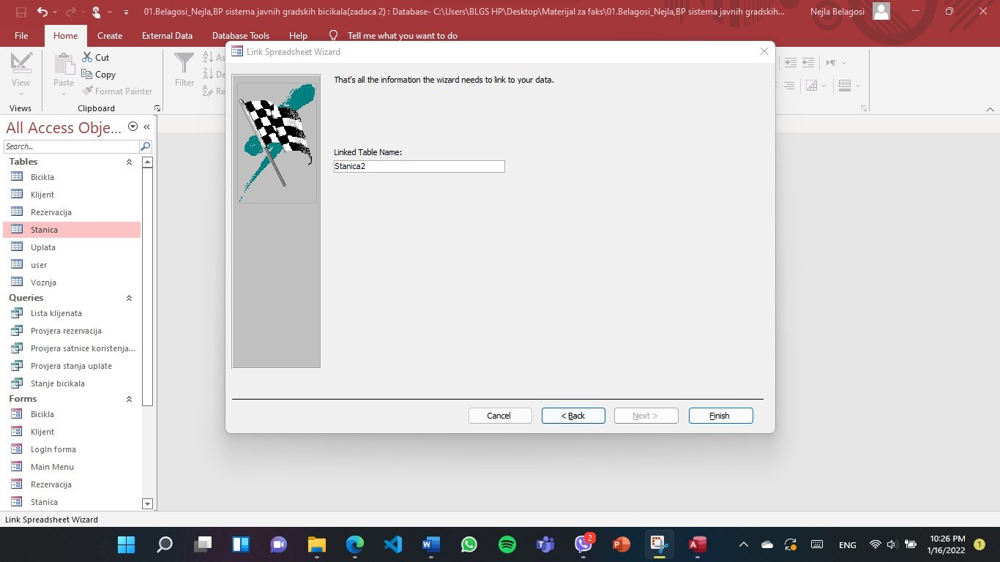 01.Belagosi_Nejla,BP sistema javnih gradskih bicikala(zadaca 2) : Database- C:\Users\BLGS HP\Desktop\Materijal za faks\01.Belagosi_Nejla,BP sistema javnih gradskih...
Nejla Belagosi
File
Home
Create
External Data
Database Tools
Help
Tell me what you want to do
View
Views
Paste
Cut
Copy
Format Painter
Clipboard
Filter
As
De
Re
All Access Obje...
Search...
Tables
Bicikla
Klijent
Rezervacija
Stanica
Uplata
user
Voznja
Queries
Lista klijenata
Provjera rezervacija
Provjera satnice koristenja...
Provjera stanja uplate
Stanje bicikala
Forms
Bicikla
Klijent
LogIn forma
Main Menu
Rezervacija
Stanica
Link Spreadsheet Wizard
That's all the information the wizard needs to link to your data.
Linked Table Name:
Stanica2
Cancel
< Back
Next >
Finish
Link Spreadsheet Wizard
2
ENG
10:26 PM
1/16/2022
1